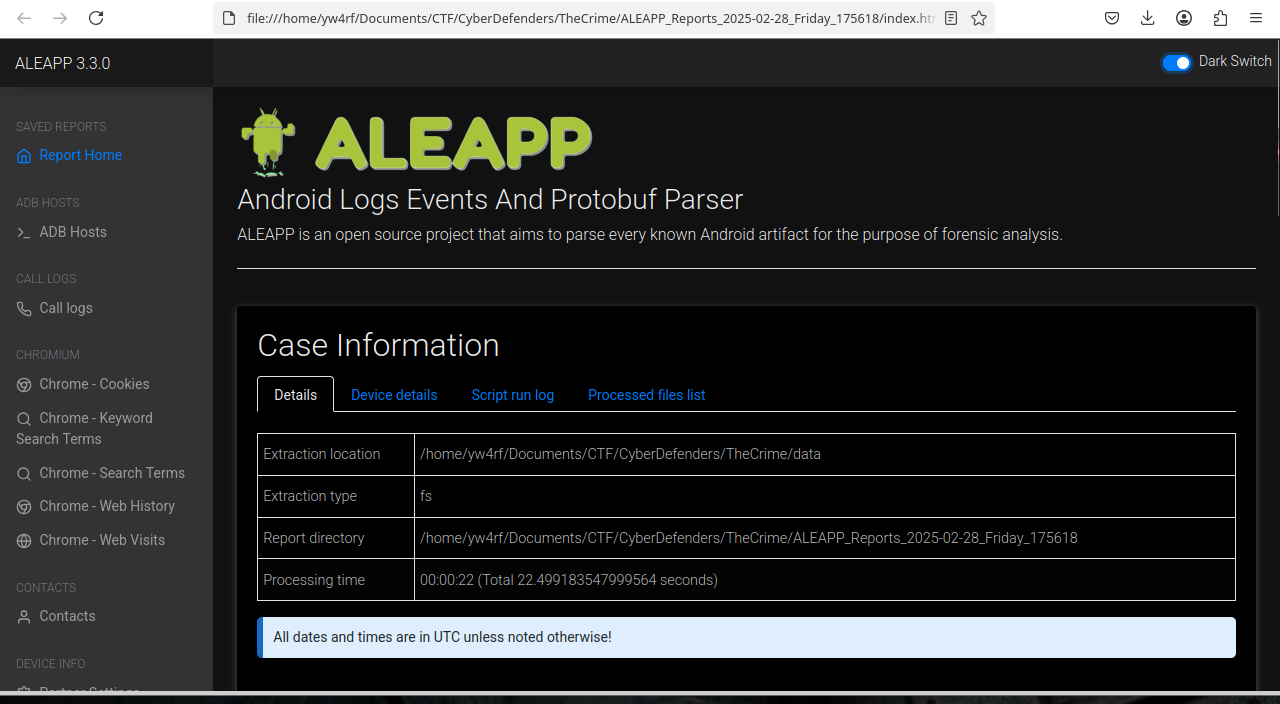 file:///home/yw4rf/Documents/CTF/CyberDefenders/TheCrime/ALEAPP_Reports_2025-02-28_Friday_175618/index.htm
ALEAPP 3.3.0
Dark Switch
SAVED REPORTS
Report Home
ADB HOSTS
ADB Hosts
CALL LOGS
Call logs
CHROMIUM
Chrome - Cookies
Chrome - Keyword
Search Terms
Chrome - Search Terms
Chrome - Web History
Chrome - Web Visits
CONTACTS
Contacts
DEVICE INFO
Partner Settings
ALEAPP
Android Logs Events And Protobuf Parser
ALEAPP is an open source project that aims to parse every known Android artifact for the purpose of forensic analysis.
Case Information
Details Device details Script run log Processed files list
Extraction location /home/yw4rf/Documents/CTF/CyberDefenders/TheCrime/data
Extraction type fs
Report directory /home/yw4rf/Documents/CTF/CyberDefenders/TheCrime/ALEAPP_Reports_2025-02-28_Friday_175618
Processing time 00:00:22 (Total 22.499183547999564 seconds)
All dates and times are in UTC unless noted otherwise!